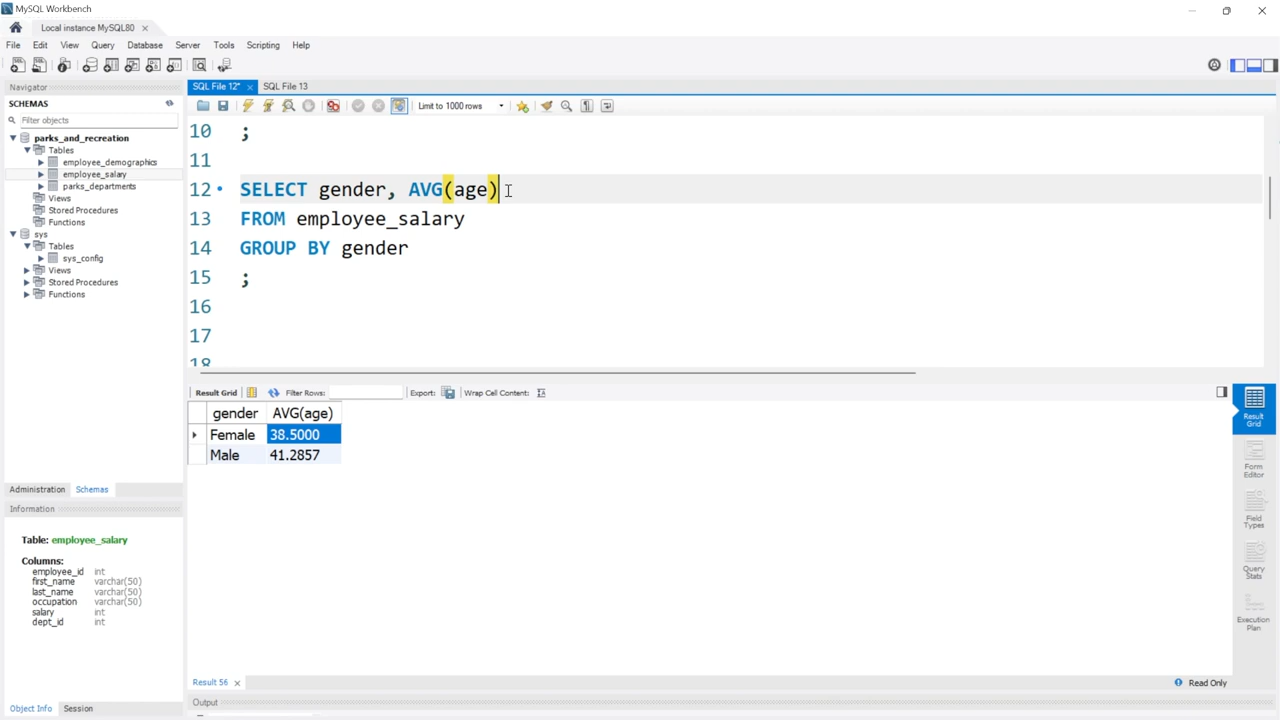 MySQL Workbench
Local instance MySQL80
File Edit View Query Database Server Tools Scripting Help
Navigator
SCHEMAS
Filter objects
parks_and_recreation
Tables
employee_demographics
employee_salary
parks_departments
Views
Stored Procedures
Functions
sys
Tables
sys_config
Views
Stored Procedures
Functions
Administration Schemas
Information
Table: employee_salary
Columns:
employee_id int
first_name varchar(50)
last_name varchar(50)
occupation varchar(50)
salary int
dept_id int
Object Info Session
SQL File 12* SQL File 13
Limit to 1000 rows
10 ;
11
12 SELECT gender, AVG(age)
13 FROM employee_salary
14 GROUP BY gender
15 ;
16
17
18
Result Grid Filter Rows: Export: Wrap Cell Content:
gender AVG(age)
Female 38.5000
Male 41.2857
Result Grid
Form Editor
Field Types
Query Stats
Execution Plan
Result 56
Read Only
Output